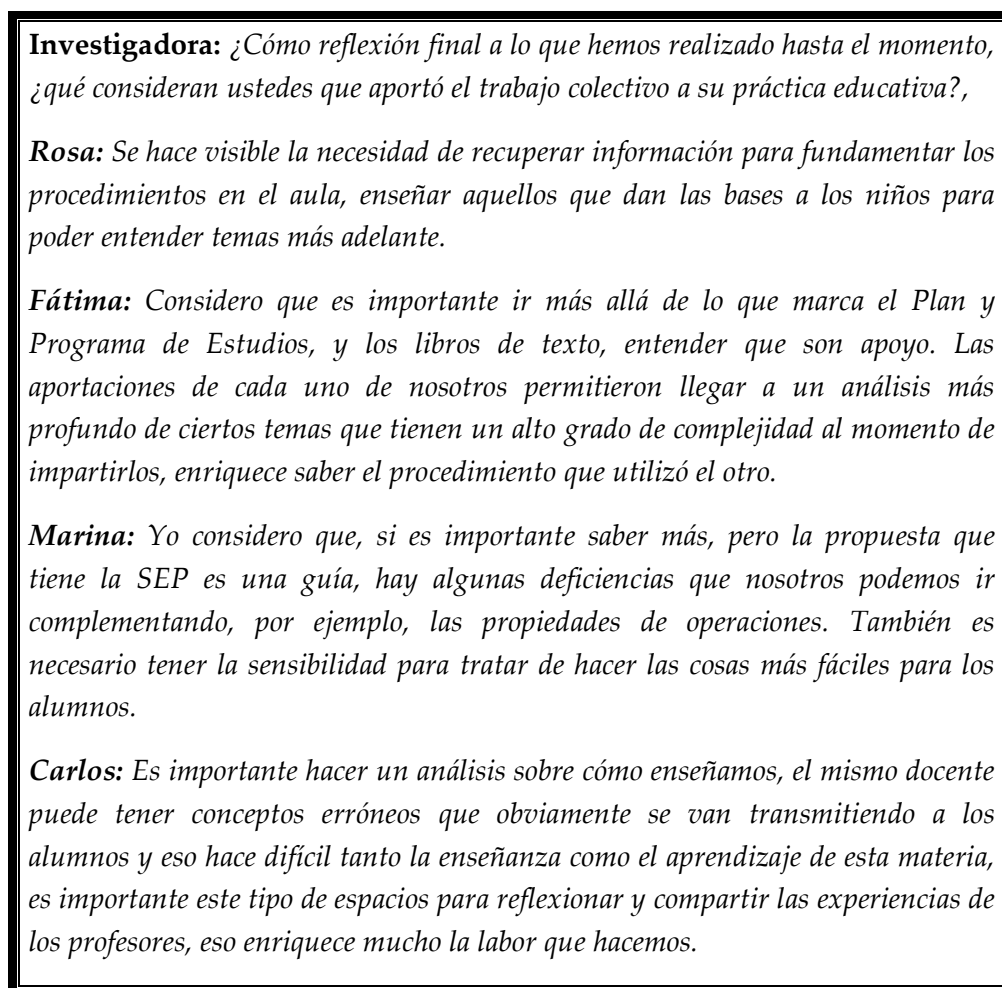 Investigadora: ¿Cómo reflexión final a lo que hemos realizado hasta el momento,
¿qué consideran ustedes que aportó el trabajo colectivo a su práctica educativa?,
Rosa: Se hace visible la necesidad de recuperar información para fundamentar los
procedimientos en el aula, enseñar aquellos que dan las bases a los niños para
poder entender temas más adelante.
Fátima: Considero que es importante ir más allá de lo que marca el Plan y
Programa de Estudios, y los libros de texto, entender que son apoyo. Las
aportaciones de cada uno de nosotros permitieron llegar a un análisis más
profundo de ciertos temas que tienen un alto grado de complejidad al momento de
impartirlos, enriquece saber el procedimiento que utilizó el otro.
Marina: Yo considero que, si es importante saber más, pero la propuesta que
tiene la SEP es una guía, hay algunas deficiencias que nosotros podemos ir
complementando, por ejemplo, las propiedades de operaciones. También es
necesario tener la sensibilidad para tratar de hacer las cosas más fáciles para los
alumnos.
Carlos: Es importante hacer un análisis sobre cómo enseñamos, el mismo docente
puede tener conceptos erróneos que obviamente se van transmitiendo a los
alumnos y eso hace difícil tanto la enseñanza como el aprendizaje de esta materia,
es importante este tipo de espacios para reflexionar y compartir las experiencias de
los profesores, eso enriquece mucho la labor que hacemos.